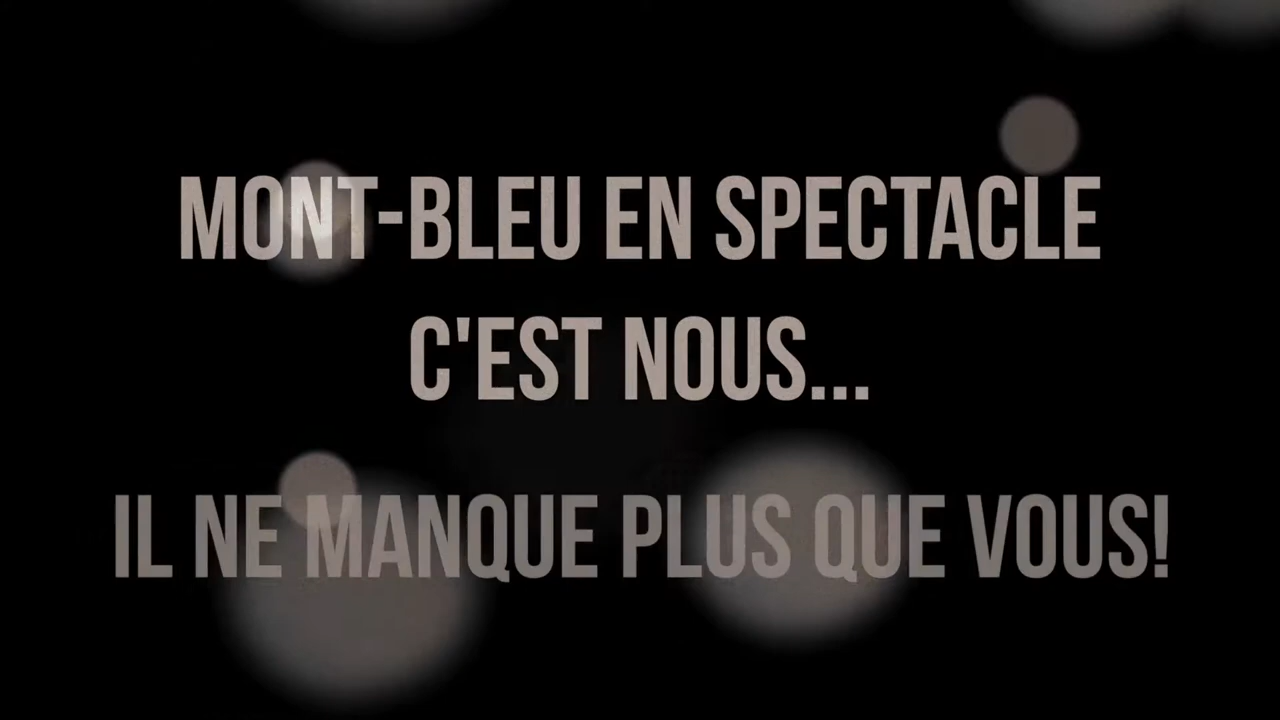 MONT-BLEU EN SPECTACLE
C'EST NOUS...
IL NE MANQUE PLUS QUE VOUS!